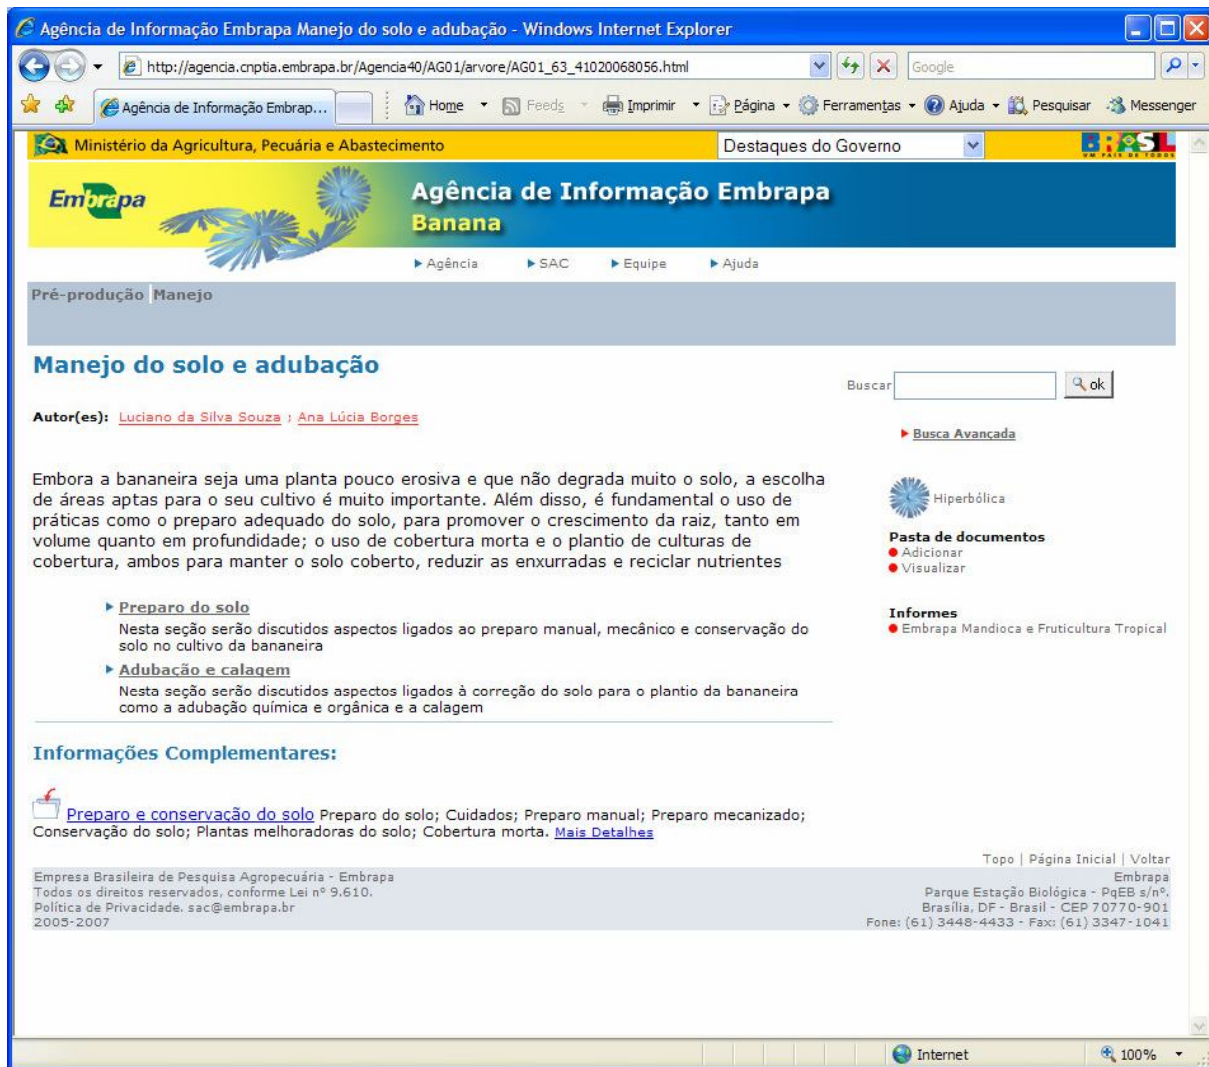 Agência de Informação Embrapa Manejo do solo e adubação - Windows Internet Explorer
http://agencia.cnptia.embrapa.br/Agencia40/AG01/arvore/AG01_63_41020068056.html
Google
Agência de Informação Embrap...
Home
Feeds
Imprimir
Página
Ferramentas
Ajuda
Pesquisar
Messenger
Ministério da Agricultura, Pecuária e Abastecimento
Destaques do Governo
BRASIL
UM PAÍS DE TODOS
Embrapa
Agência de Informação Embrapa
Banana
Agência
SAC
Equipe
Ajuda
Pré-produção Manejo
Manejo do solo e adubação
Buscar
ok
Autor(es): Luciano da Silva Souza ; Ana Lúcia Borges
Busca Avançada
Embora a bananeira seja uma planta pouco erosiva e que não degrada muito o solo, a escolha
de áreas aptas para o seu cultivo é muito importante. Além disso, é fundamental o uso de
práticas como o preparo adequado do solo, para promover o crescimento da raiz, tanto em
volume quanto em profundidade; o uso de cobertura morta e o plantio de culturas de
cobertura, ambos para manter o solo coberto, reduzir as enxurradas e reciclar nutrientes
Hiperbólica
Pasta de documentos
Adicionar
Visualizar
Informes
Embrapa Mandioca e Fruticultura Tropical
Preparo do solo
Nesta seção serão discutidos aspectos ligados ao preparo manual, mecânico e conservação do
solo no cultivo da bananeira
Adubação e calagem
Nesta seção serão discutidos aspectos ligados à correção do solo para o plantio da bananeira
como a adubação química e orgânica e a calagem
Informações Complementares:
Preparo e conservação do solo Preparo do solo; Cuidados; Preparo manual; Preparo mecanizado;
Conservação do solo; Plantas melhoradoras do solo; Cobertura morta. Mais Detalhes
Topo | Página Inicial | Voltar
Empresa Brasileira de Pesquisa Agropecuária - Embrapa
Todos os direitos reservados, conforme Lei nº 9.610.
Política de Privacidade. sac@embrapa.br
2005-2007
Embrapa
Parque Estação Biológica - PqEB s/nº.
Brasília, DF - Brasil - CEP 70770-901
Fone: (61) 3448-4433 - Fax: (61) 3347-1041
Internet
100%